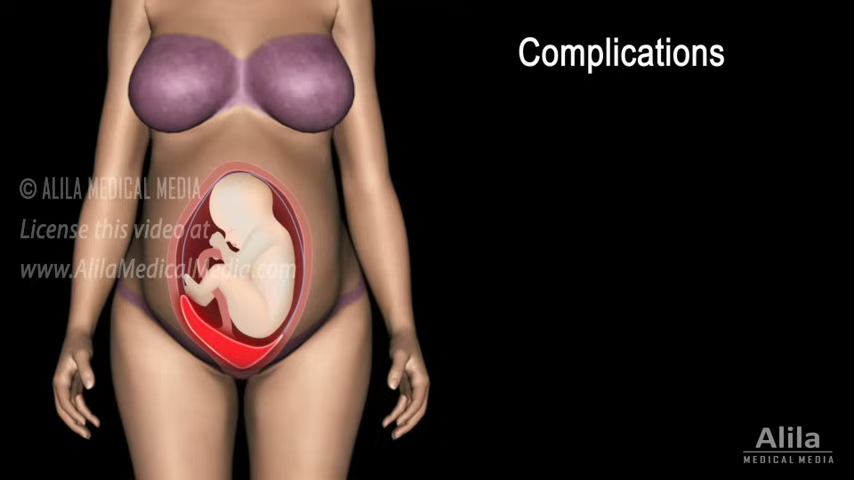 Complications
© ALILA MEDICAL MEDIA
License this video at
www.AlilaMedicalMedia.com
Alila
MEDICAL MEDIA